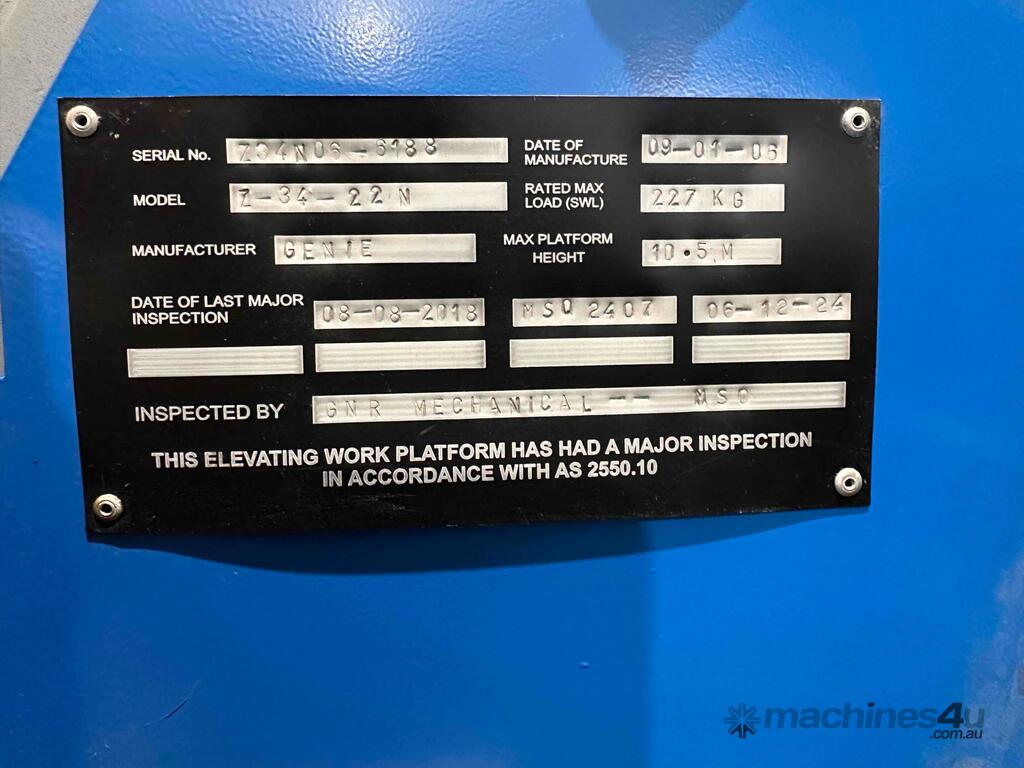 SERIAL No. Z34N06-6188
DATE OF MANUFACTURE 09-01-06
MODEL Z-34-22N
RATED MAX LOAD (SWL) 227 KG
MANUFACTURER GENIE
MAX PLATFORM HEIGHT 10.5.M
DATE OF LAST MAJOR INSPECTION 08-08-2018 MSQ 2407 06-12-24
INSPECTED BY GNR MECHANICAL-- MSQ
THIS ELEVATING WORK PLATFORM HAS HAD A MAJOR INSPECTION
IN ACCORDANCE WITH AS 2550.10
machines4u
.com.au